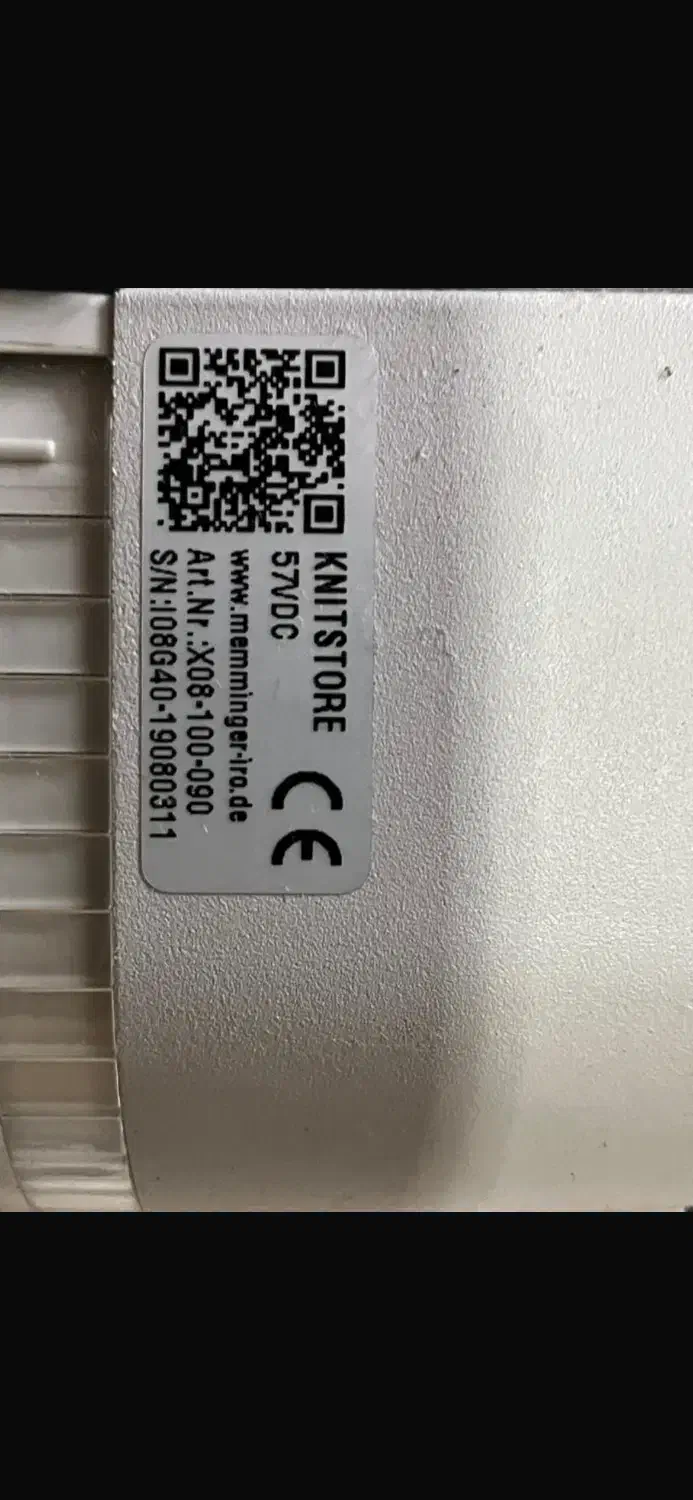 KNITSTORE
57VDC
CE
www.memminger-iro.de
Art.Nr.:X08-100-090
S/N:I08G40-19080311